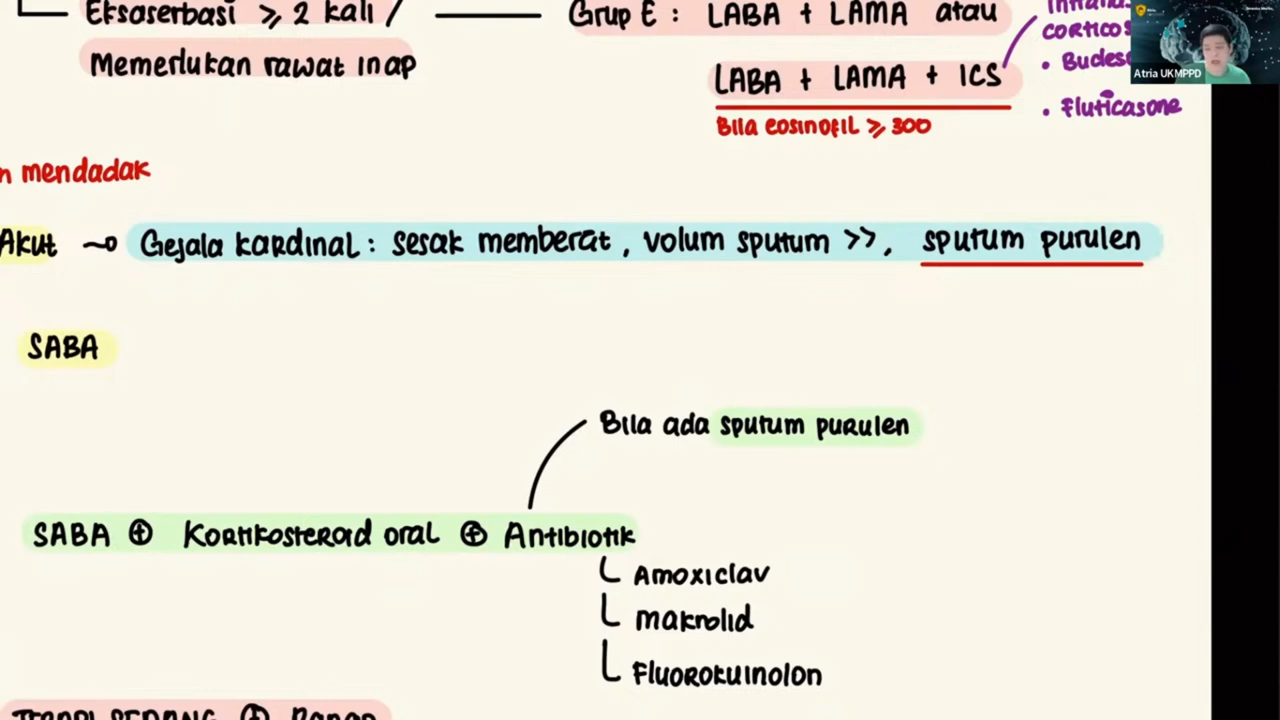 Eksaserbasi ≥ 2 kali /
Memerlukan rawat inap
Grup E : LABA + LAMA atau
LABA + LAMA + ICS
Bila eosinofil ≥ 300
• Fluticasone
Atria UKMPPD
mendadak
Akut → Gejala kardinal : sesak memberat , volum sputum >> , sputum purulen
SABA
Bila ada sputum purulen
SABA ⊕ Kortikosteroid oral ⊕ Antibiotik
Amoxiclav
Makrolid
Fluorokuinolon